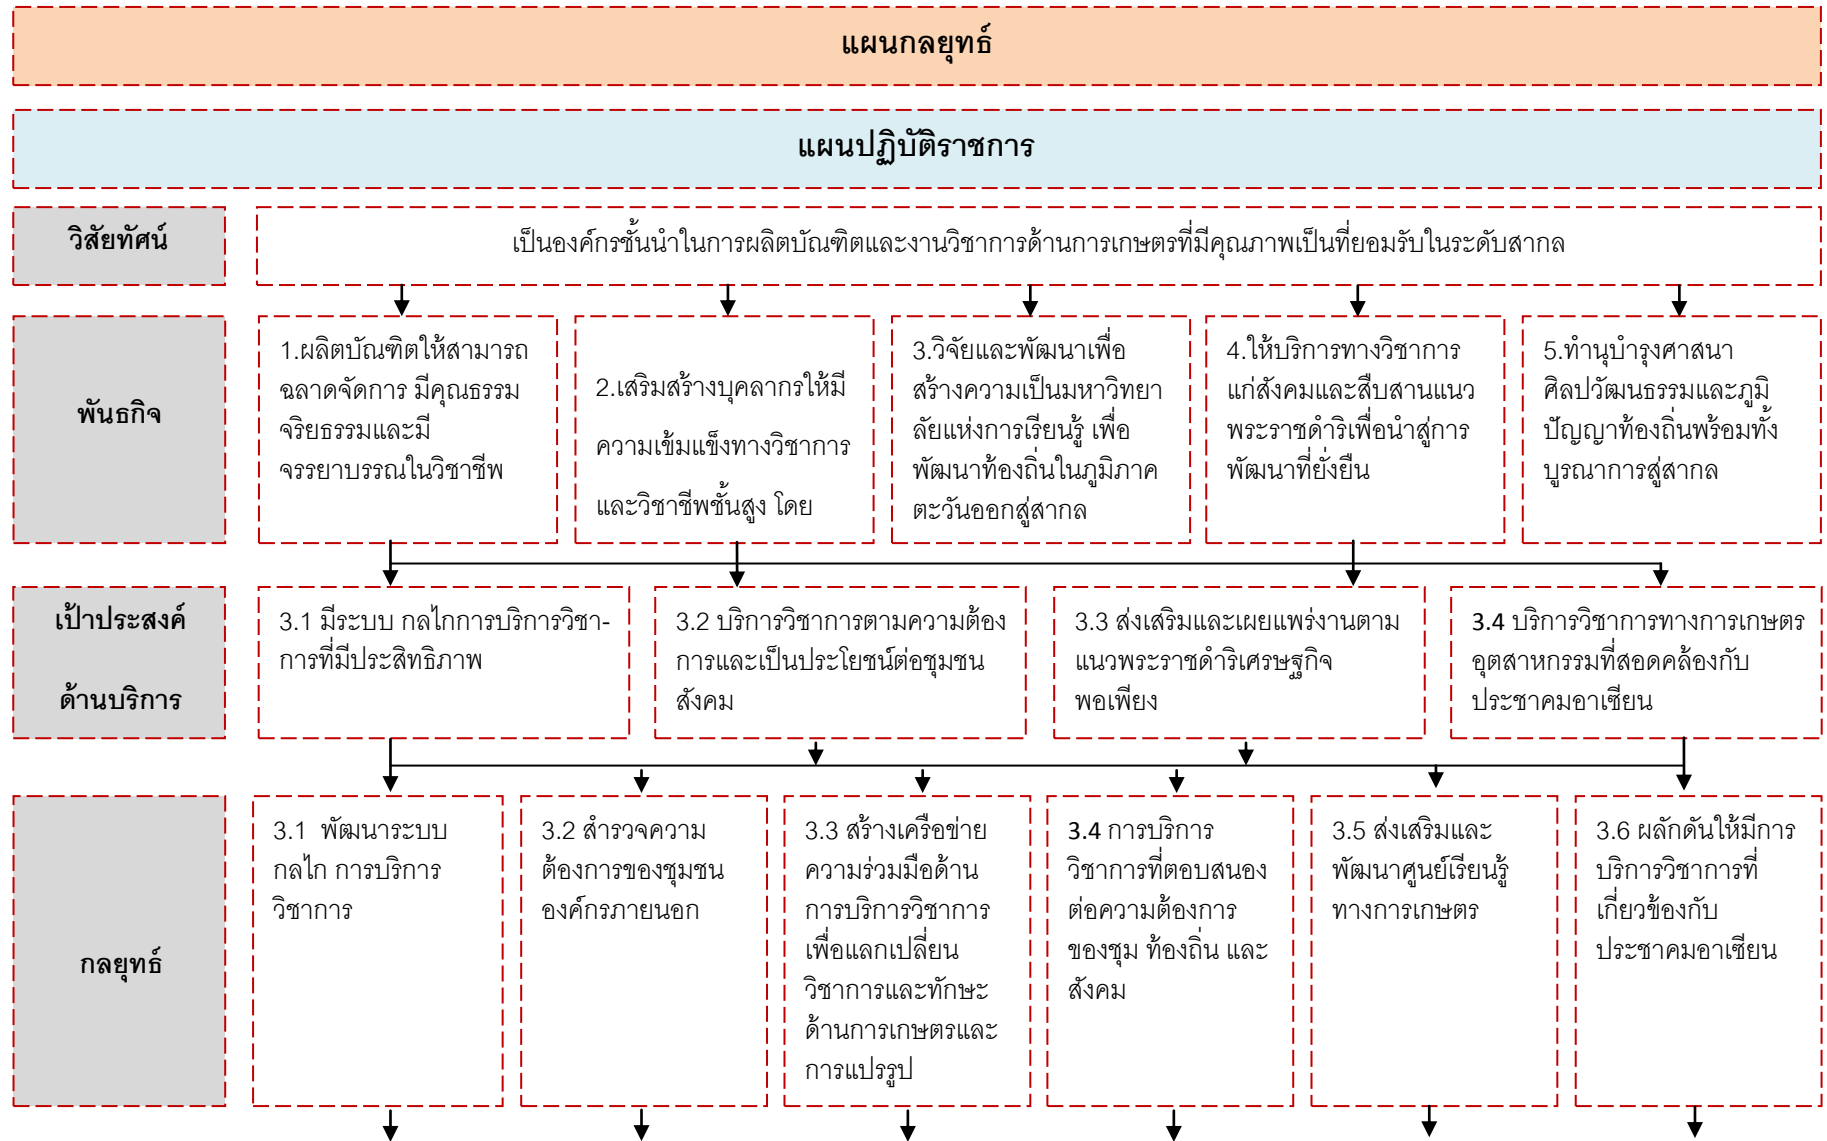 แผนกลยุทธ์
แผนปฏิบัติราชการ
วิสัยทัศน์
เป็นองค์กรชั้นนำในการผลิตบัณฑิตและงานวิชาการด้านการเกษตรที่มีคุณภาพเป็นที่ยอมรับในระดับสากล
พันธกิจ
1.ผลิตบัณฑิตให้สามารถ
ฉลาดจัดการ มีคุณธรรม
จริยธรรมและมี
จรรยาบรรณในวิชาชีพ
2.เสริมสร้างบุคลากรให้มี
ความเข้มแข็งทางวิชาการ
และวิชาชีพชั้นสูง โดย
3.วิจัยและพัฒนาเพื่อ
สร้างความเป็นมหาวิทยา
ลัยแห่งการเรียนรู้ เพื่อ
พัฒนาท้องถิ่นในภูมิภาค
ตะวันออกสู่สากล
4.ให้บริการทางวิชาการ
แก่สังคมและสืบสานแนว
พระราชดำริเพื่อนำสู่การ
พัฒนาที่ยั่งยืน
5.ทำนุบำรุงศาสนา
ศิลปวัฒนธรรมและภูมิ
ปัญญาท้องถิ่นพร้อมทั้ง
บูรณาการสู่สากล
เป้าประสงค์
ด้านบริการ
3.1 มีระบบ กลไกการบริการวิชา-
การที่มีประสิทธิภาพ
3.2 บริการวิชาการตามความต้อง
การและเป็นประโยชน์ต่อชุมชน
สังคม
3.3 ส่งเสริมและเผยแพร่งานตาม
แนวพระราชดำริเศรษฐกิจ
พอเพียง
3.4 บริการวิชาการทางการเกษตร
อุตสาหกรรมที่สอดคล้องกับ
ประชาคมอาเซียน
กลยุทธ์
3.1  พัฒนาระบบ
กลไก การบริการ
วิชาการ
3.2 สำรวจความ
ต้องการของชุมชน
องค์กรภายนอก
3.3 สร้างเครือข่าย
ความร่วมมือด้าน
การบริการวิชาการ
เพื่อแลกเปลี่ยน
วิชาการและทักษะ
ด้านการเกษตรและ
การแปรรูป
3.4 การบริการ
วิชาการที่ตอบสนอง
ต่อความต้องการ
ของชุม ท้องถิ่น และ
สังคม
3.5 ส่งเสริมและ
พัฒนาศูนย์เรียนรู้
ทางการเกษตร
3.6 ผลักดันให้มีการ
บริการวิชาการที่
เกี่ยวข้องกับ
ประชาคมอาเซียน